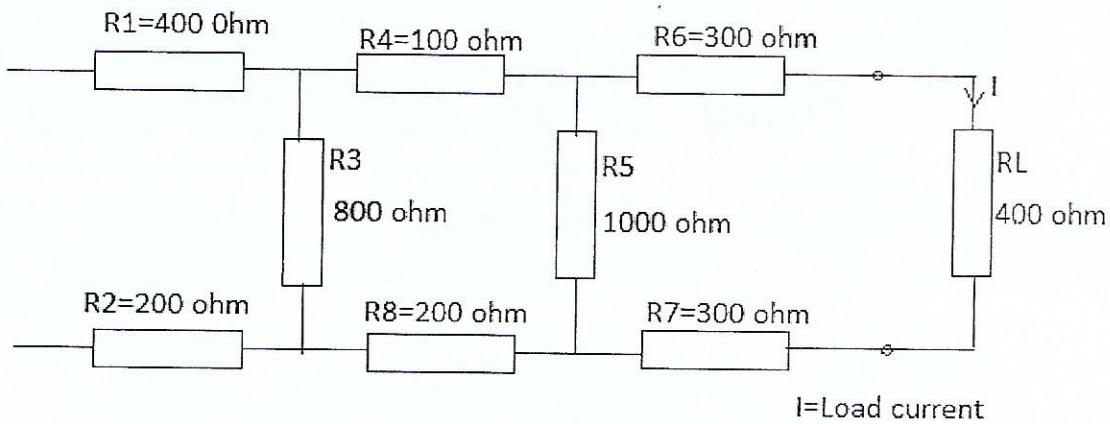 R1=400 0hm
R4=100 ohm
R6=300 ohm
I
R3
800 ohm
R5
1000 ohm
RL
400 ohm
R2=200 ohm
R8=200 ohm
R7=300 ohm
I=Load current